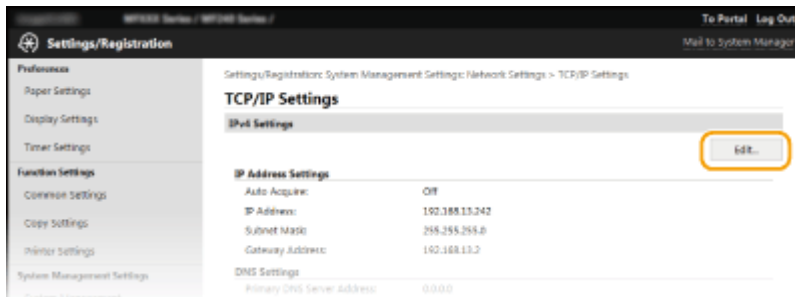 MF240 Series /
To Portal Log Out
Settings/Registration
Mail to System Manager
Preferences
Paper Settings
Display Settings
Timer Settings
Function Settings
Common Settings
Copy Settings
Printer Settings
System Management Settings
System Management
Settings/Registration: System Management Settings: Network Settings > TCP/IP Settings
TCP/IP Settings
IPv4 Settings
Edit...
IP Address Settings
Auto Acquire: Off
IP Address: 192.168.13.242
Subnet Mask: 255.255.255.0
Gateway Address: 192.168.13.2
DNS Settings
Primary DNS Server Address: 0.0.0.0